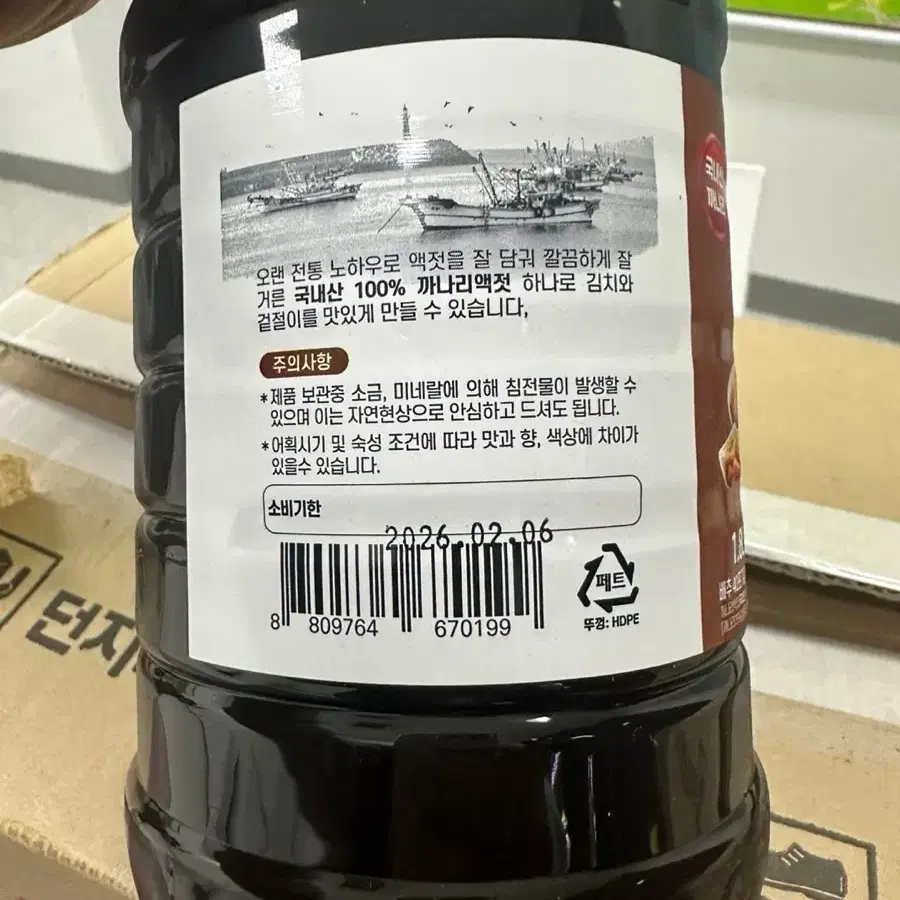 오랜 전통 노하우로 액젓을 잘 담궈 깔끔하게 잘
거른 국내산 100% 까나리액젓 하나로 김치와
겉절이를 맛있게 만들 수 있습니다,
주의사항
*제품 보관중 소금, 미네랄에 의해 침전물이 발생할 수
있으며 이는 자연현상으로 안심하고 드셔도 됩니다.
*어획시기 및 숙성 조건에 따라 맛과 향, 색상에 차이가
있을수 있습니다.
소비기한
2026.02.06
8 809764 670199
페트
뚜껑: HDPE
국내산
배추
던지